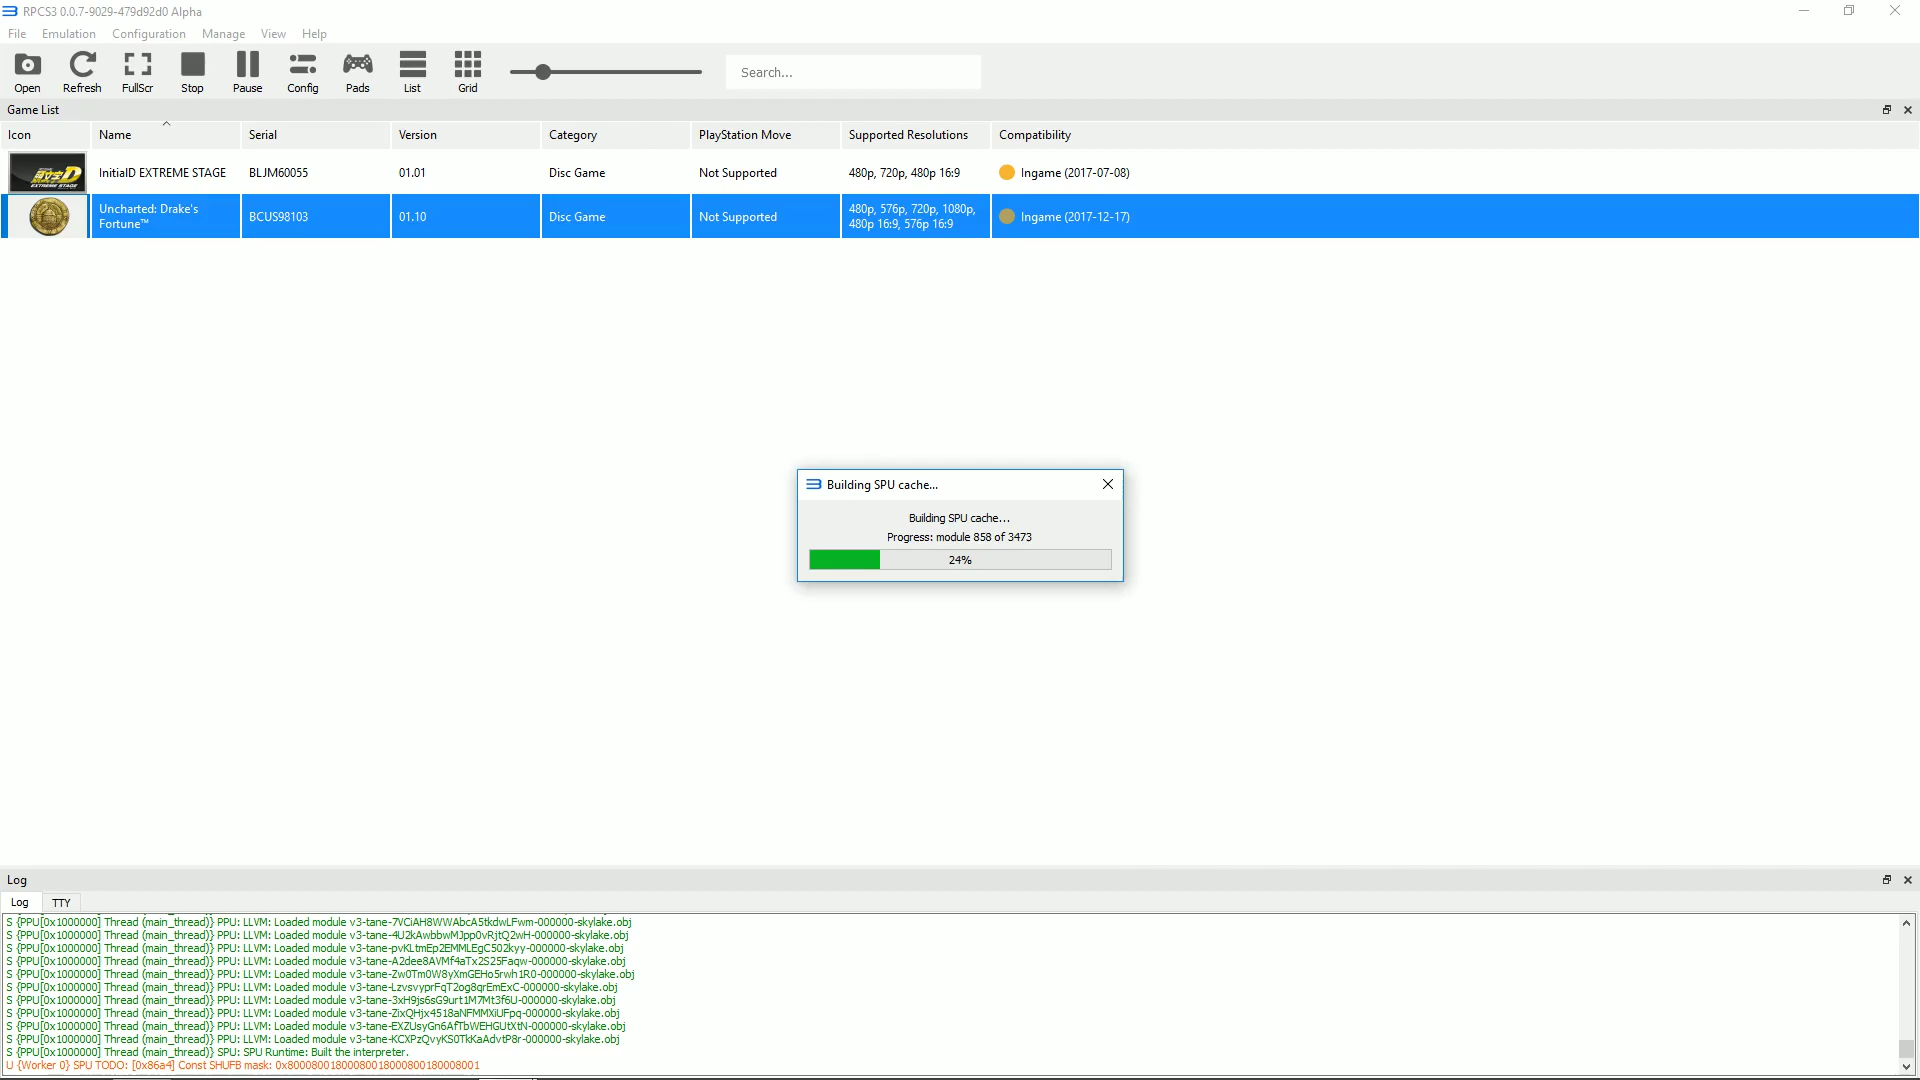 RPCS3 0.0.7-9029-479d92d0 Alpha
File Emulation Configuration Manage View Help
Open Refresh FullScr Stop Pause Config Pads List Grid Search...
Game List
Icon Name Serial Version Category PlayStation Move Supported Resolutions Compatibility
InitialD EXTREME STAGE BLJM60055 01.01 Disc Game Not Supported 480p, 720p, 480p 16:9 Ingame (2017-07-08)
Uncharted: Drake's
Fortune™ BCUS98103 01.10 Disc Game Not Supported 480p, 576p, 720p, 1080p,
480p 16:9, 576p 16:9 Ingame (2017-12-17)
Building SPU cache...
Building SPU cache...
Progress: module 858 of 3473
24%
Log
Log TTY
S {PPU[0x1000000] Thread (main_thread)} PPU: LLVM: Loaded module v3-tane-7VCiAH8WWAbcA5tkdwLFwm-000000-skylake.obj
S {PPU[0x1000000] Thread (main_thread)} PPU: LLVM: Loaded module v3-tane-4U2kAwbbwMJpp0vRjtQ2wH-000000-skylake.obj
S {PPU[0x1000000] Thread (main_thread)} PPU: LLVM: Loaded module v3-tane-pvKLtmEp2EMMLEgC502kyy-000000-skylake.obj
S {PPU[0x1000000] Thread (main_thread)} PPU: LLVM: Loaded module v3-tane-A2dee8AVMf4aTx2S25Faqw-000000-skylake.obj
S {PPU[0x1000000] Thread (main_thread)} PPU: LLVM: Loaded module v3-tane-Zw0Tm0W8yXmGEHo5rwh1R0-000000-skylake.obj
S {PPU[0x1000000] Thread (main_thread)} PPU: LLVM: Loaded module v3-tane-LzvsvyprFqT2og8qrEmExC-000000-skylake.obj
S {PPU[0x1000000] Thread (main_thread)} PPU: LLVM: Loaded module v3-tane-3xH9js6sG9urt1M7Mt3f6U-000000-skylake.obj
S {PPU[0x1000000] Thread (main_thread)} PPU: LLVM: Loaded module v3-tane-ZixQHjx4518aNFMMXiUFpq-000000-skylake.obj
S {PPU[0x1000000] Thread (main_thread)} PPU: LLVM: Loaded module v3-tane-EXZUsyGn6AfTbWEHGUtXtN-000000-skylake.obj
S {PPU[0x1000000] Thread (main_thread)} PPU: LLVM: Loaded module v3-tane-KCXPzQvyKS0TkKaAdvtP8r-000000-skylake.obj
S {PPU[0x1000000] Thread (main_thread)} SPU: SPU Runtime: Built the interpreter.
U {Worker 0} SPU TODO: [0x86a4] Const SHUFB mask: 0x80008001800080018000800180008001